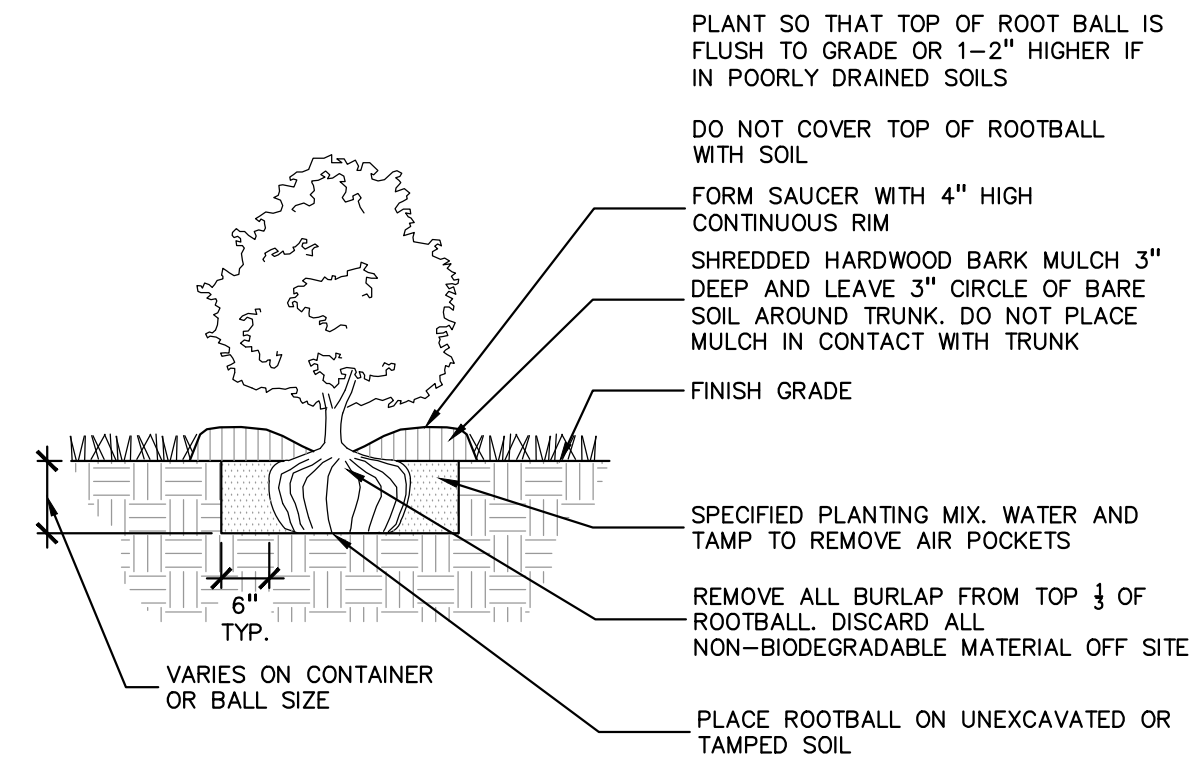 PLANT SO THAT TOP OF ROOT BALL IS
FLUSH TO GRADE OR 1-2" HIGHER IF
IN POORLY DRAINED SOILS
DO NOT COVER TOP OF ROOTBALL
WITH SOIL
FORM SAUCER WITH 4" HIGH
CONTINUOUS RIM
SHREDDED HARDWOOD BARK MULCH 3"
DEEP AND LEAVE 3" CIRCLE OF BARE
SOIL AROUND TRUNK. DO NOT PLACE
MULCH IN CONTACT WITH TRUNK
FINISH GRADE
SPECIFIED PLANTING MIX. WATER AND
TAMP TO REMOVE AIR POCKETS
REMOVE ALL BURLAP FROM TOP 1/3 OF
ROOTBALL. DISCARD ALL
NON-BIODEGRADABLE MATERIAL OFF SITE
PLACE ROOTBALL ON UNEXCAVATED OR
TAMPED SOIL
6"
TYP.
VARIES ON CONTAINER
OR BALL SIZE